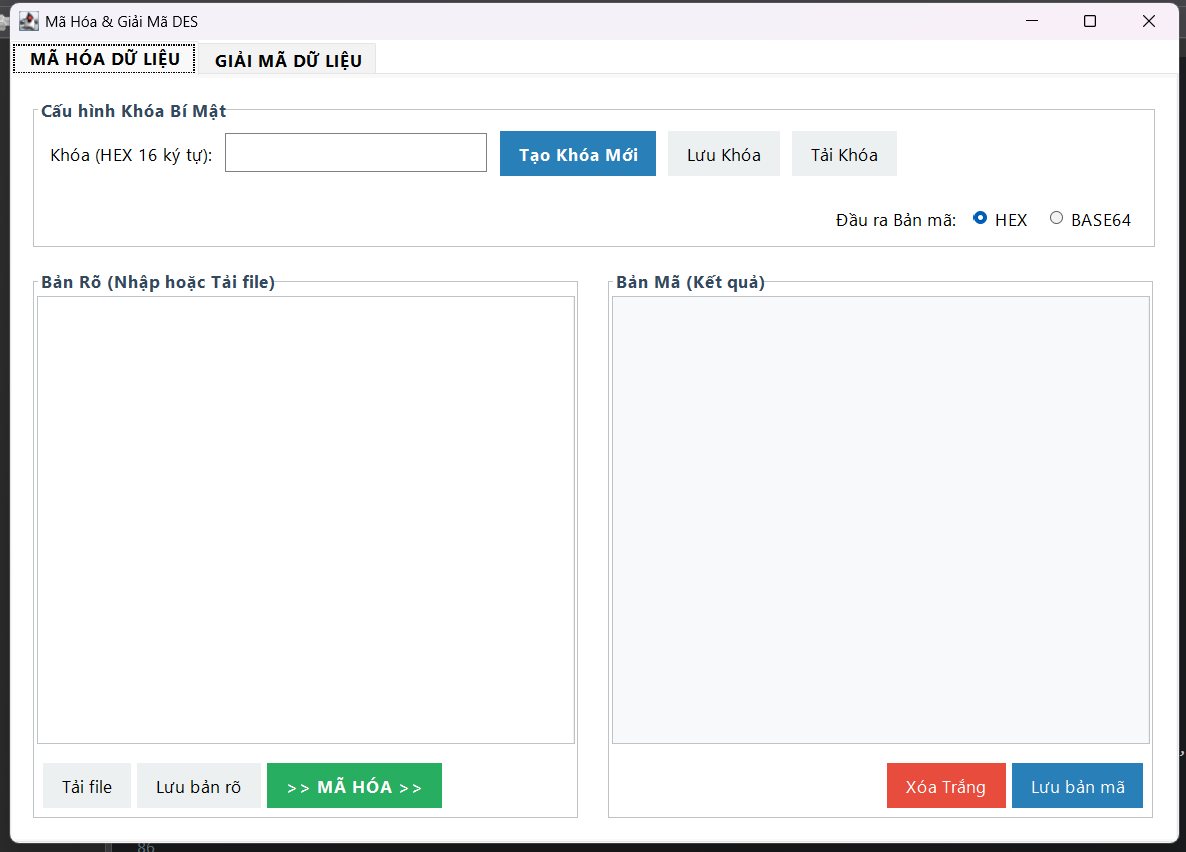 Mã Hóa & Giải Mã DES
MÃ HÓA DỮ LIỆU GIẢI MÃ DỮ LIỆU
Cấu hình Khóa Bí Mật
Khóa (HEX 16 ký tự): Tạo Khóa Mới Lưu Khóa Tải Khóa
Đầu ra Bản mã: HEX BASE64
Bản Rõ (Nhập hoặc Tải file) Bản Mã (Kết quả)
Tải file Lưu bản rõ >> MÃ HÓA >> Xóa Trắng Lưu bản mã
86